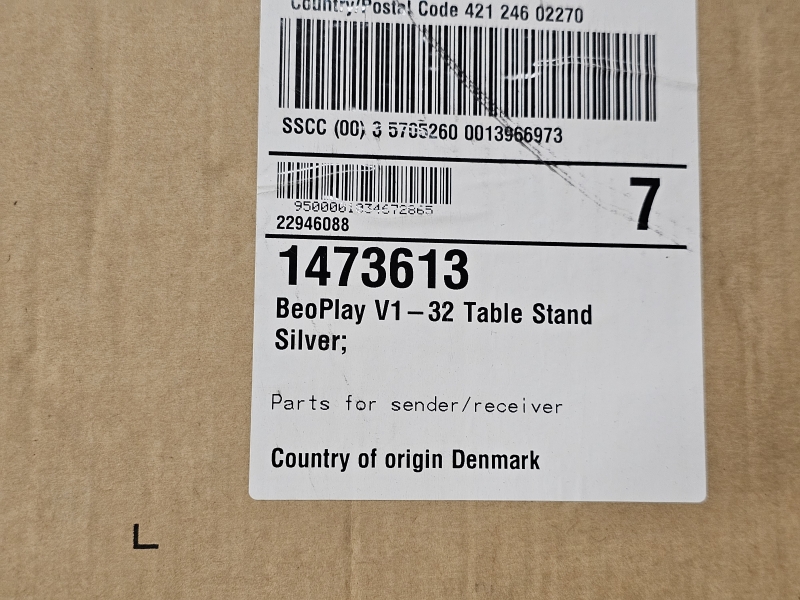 Country/Postal Code 421 246 02270
SSCC (00) 3 5705260 0013966973
22946088
7
1473613
BeoPlay V1–32 Table Stand
Silver;
Parts for sender/receiver
Country of origin Denmark
L